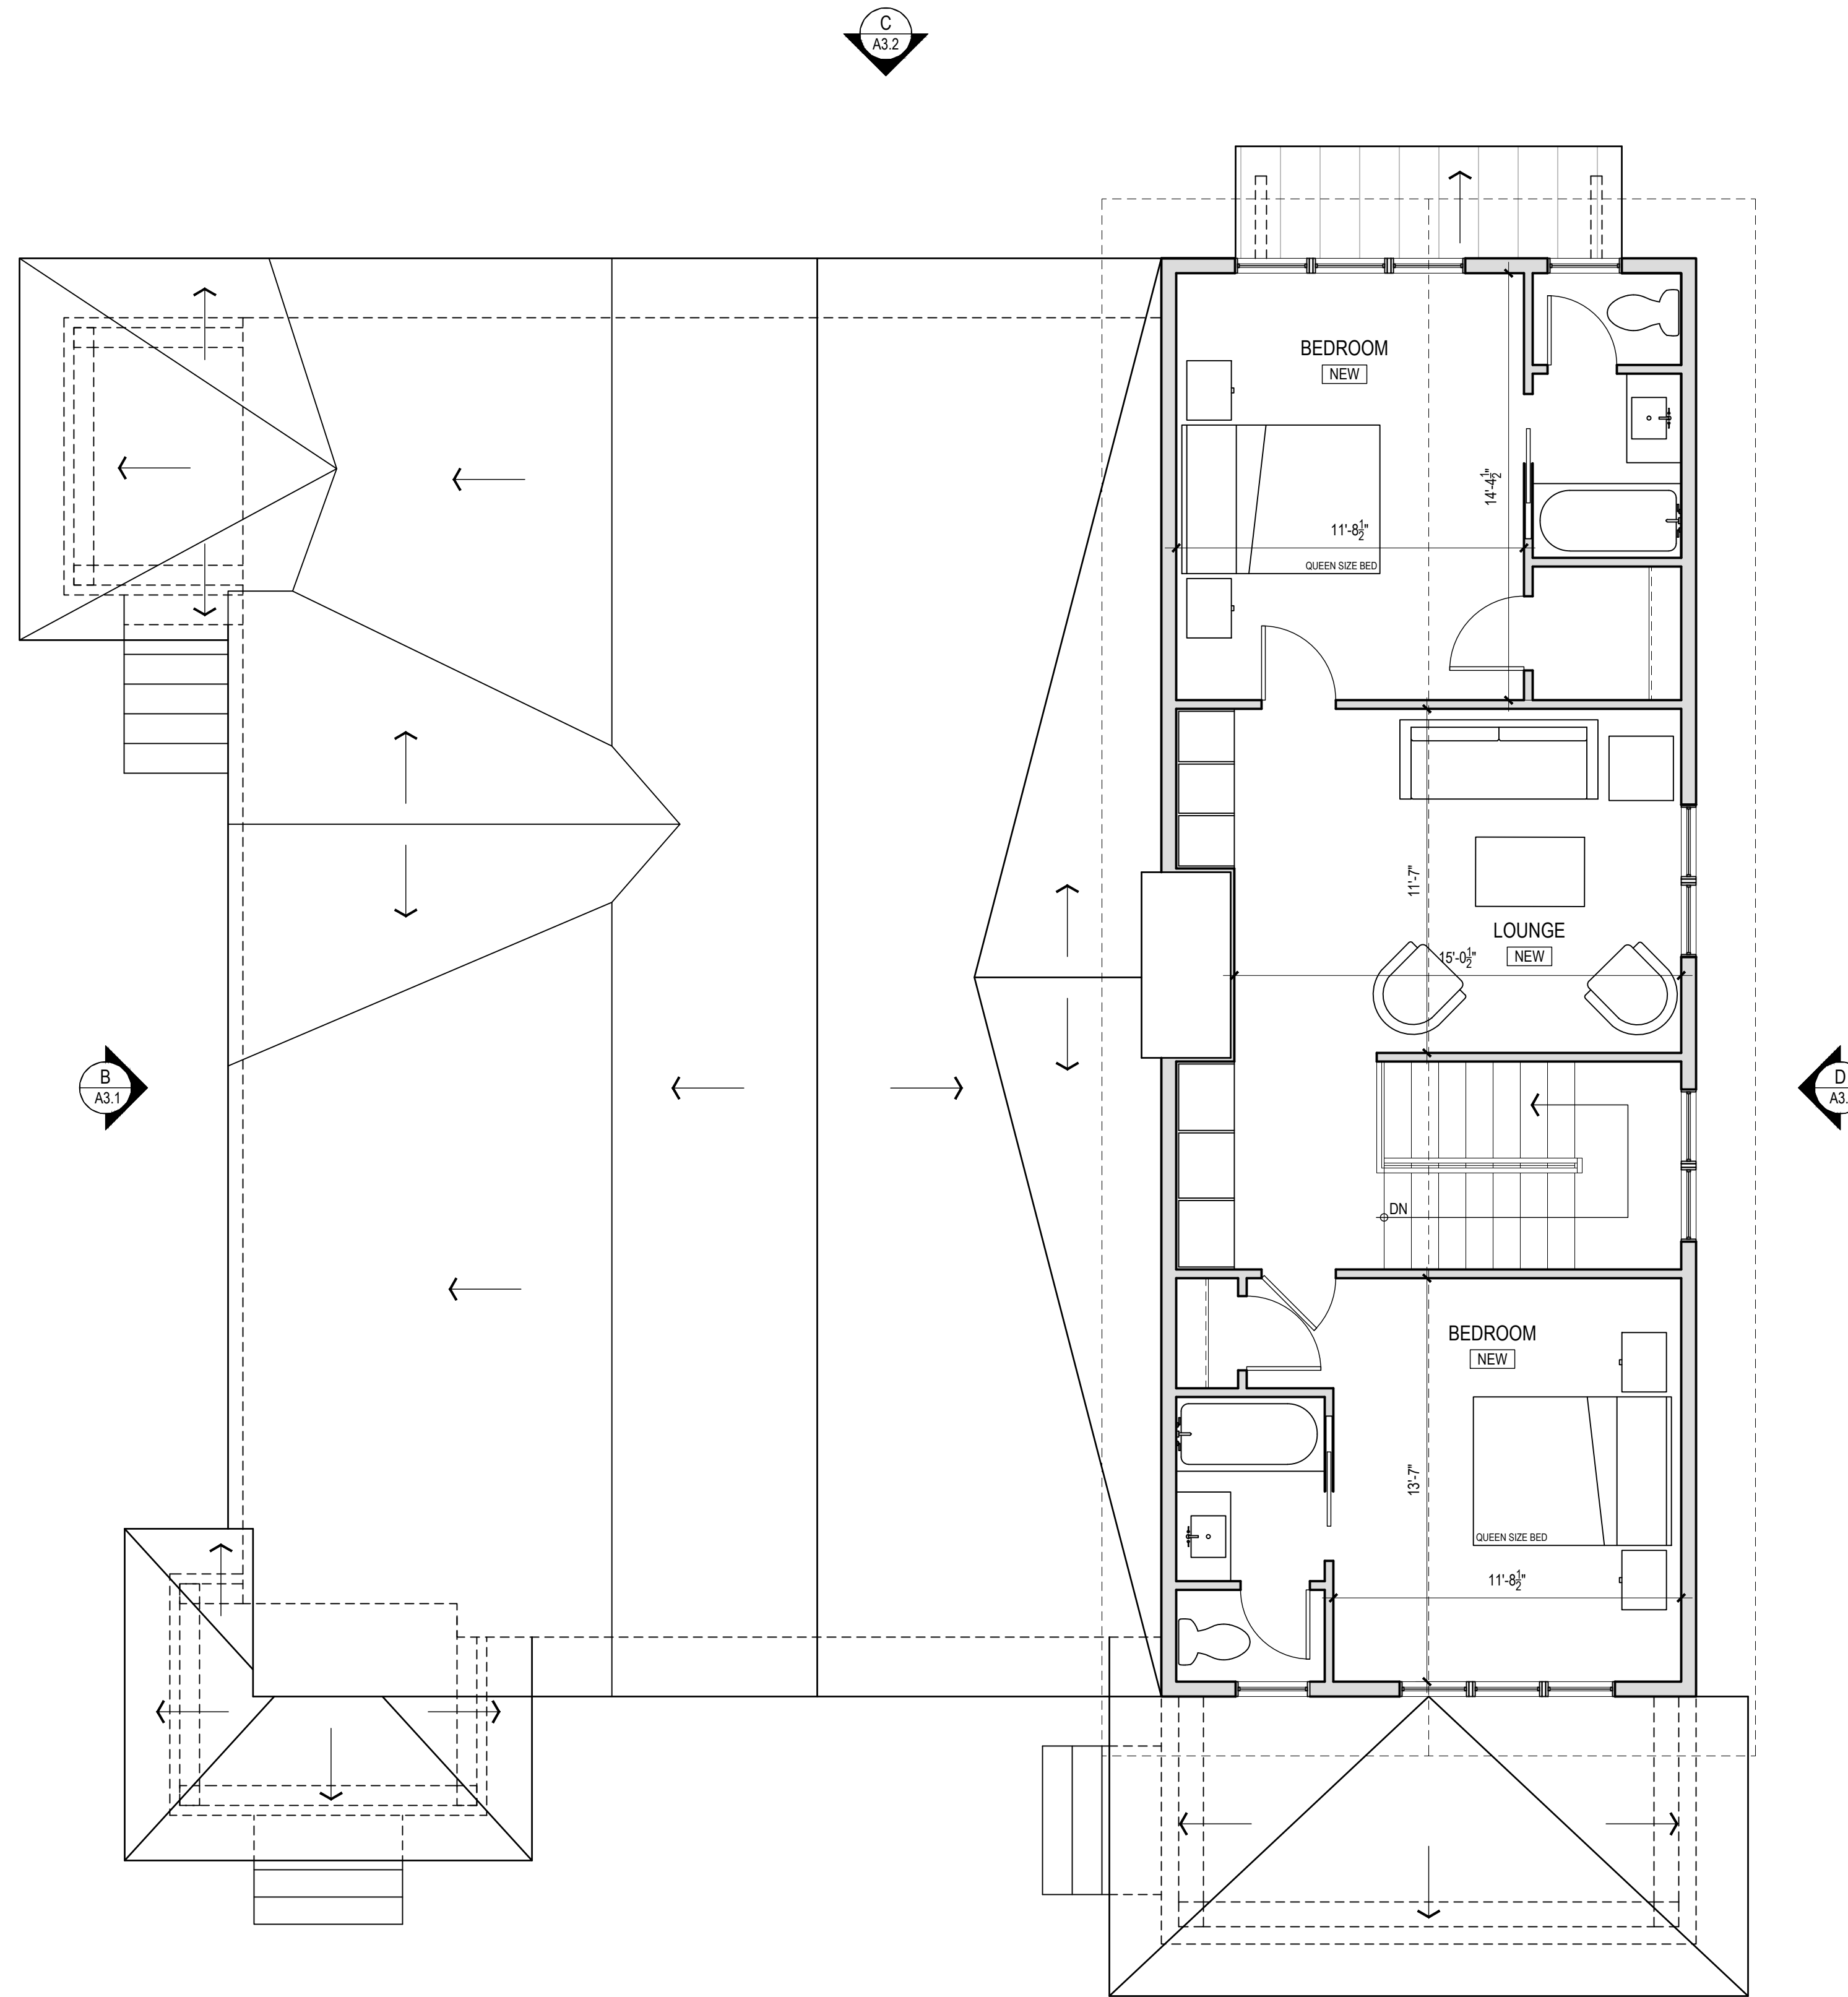 C
A3.2
BEDROOM
NEW
14'-4½"
11'-8½"
QUEEN SIZE BED
11'-7"
LOUNGE
NEW
15'-0½"
B
A3.1
D
A3.
DN
BEDROOM
NEW
13'-7"
QUEEN SIZE BED
11'-8½"